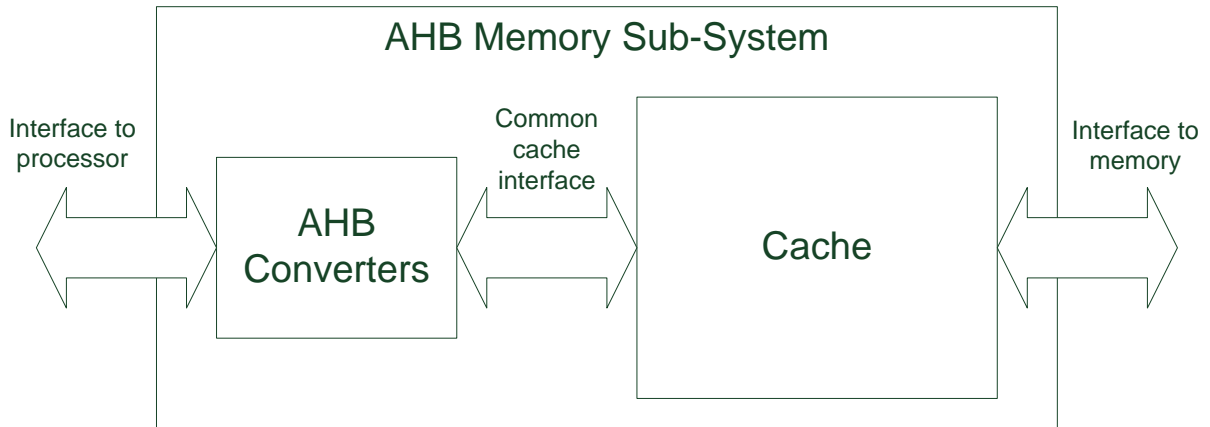 AHB Memory Sub-System
Interface to
processor
Common
cache
interface
Interface to
memory
AHB
Converters
Cache